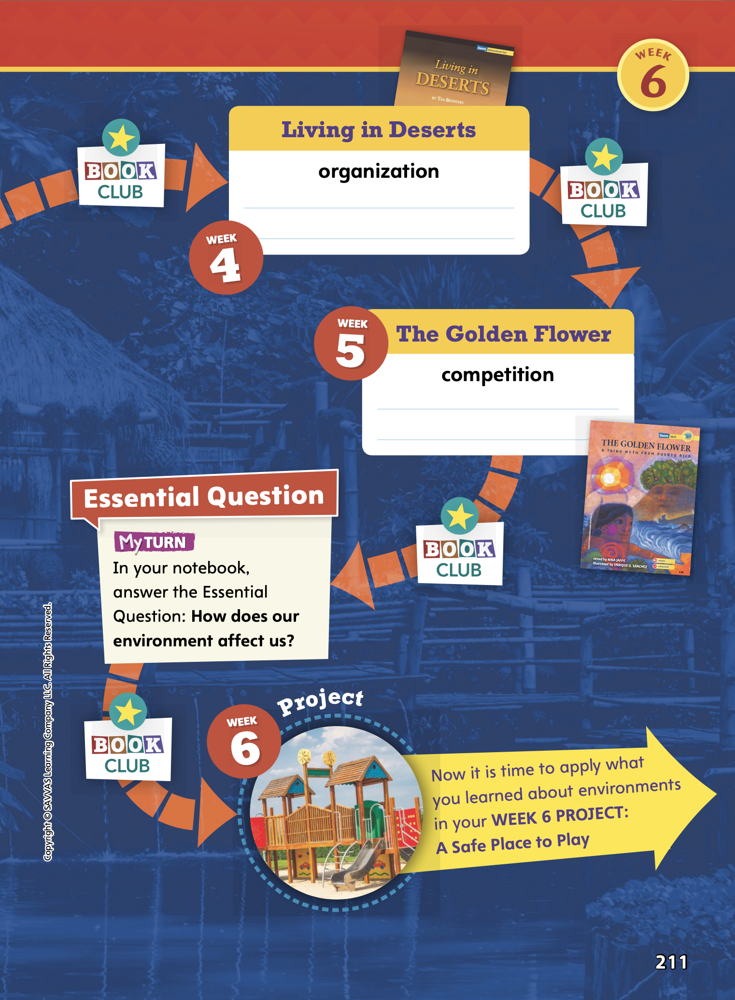 WEEK
6
Genre Informational Text
Living in
DESERTS
BY TEA BENDUHN
Living in Deserts
organization
BOOK
CLUB
BOOK
CLUB
WEEK
4
WEEK
5
The Golden Flower
competition
Genre Myth
THE GOLDEN FLOWER
A TAINO MYTH FROM PUERTO RICO
retold by NINA JAFFE
illustrated by ENRIQUE O. SÁNCHEZ
AUDIO
ANNOTATE
179
Essential Question
My TURN
In your notebook,
answer the Essential
Question: How does our
environment affect us?
BOOK
CLUB
BOOK
CLUB
Project
WEEK
6
Now it is time to apply what
you learned about environments
in your WEEK 6 PROJECT:
A Safe Place to Play
Copyright © SAVVAS Learning Company LLC. All Rights Reserved.
211